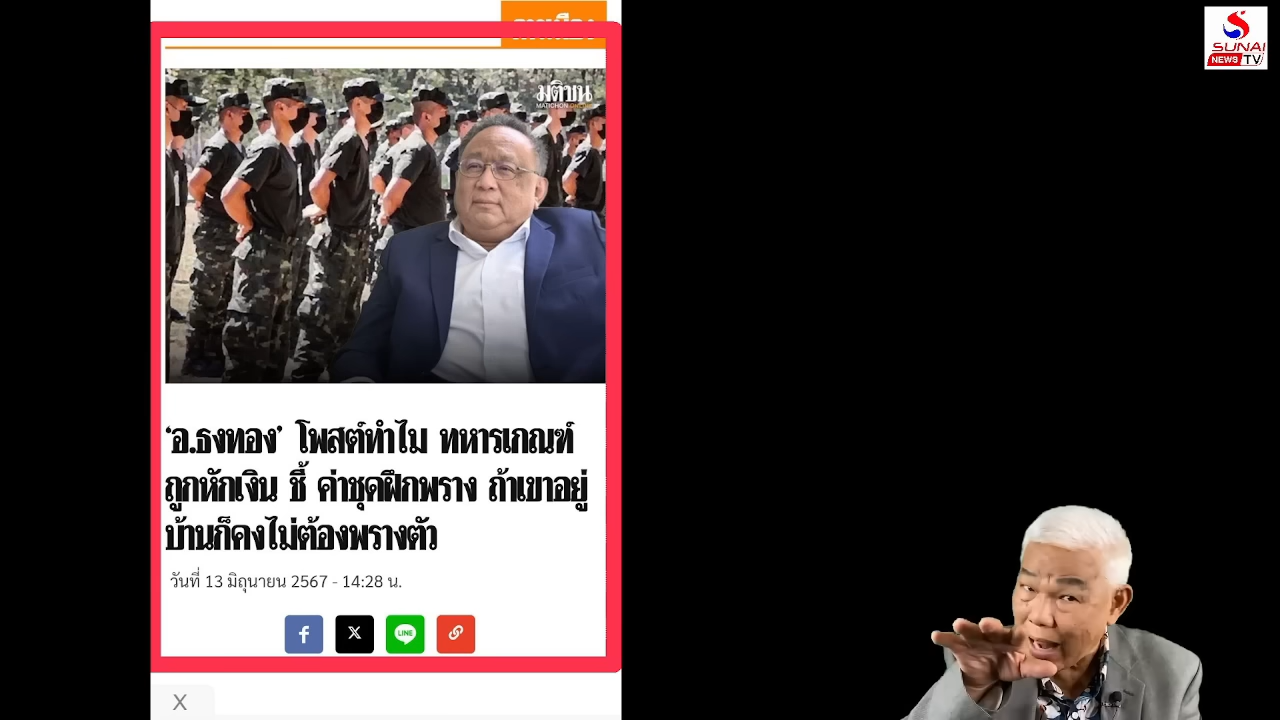 SUNAI
NEWS TV
มติชน
MATICHON ONLINE
‘อ.ธงทอง’ โพสต์ทำไม ทหารเกณฑ์
ถูกหักเงิน ชี้ ค่าชุดฝึกพราง ถ้าเขาอยู่
บ้านก็คงไม่ต้องพรางตัว
วันที่ 13 มิถุนายน 2567 - 14:28 น.
f
X
LINE
X